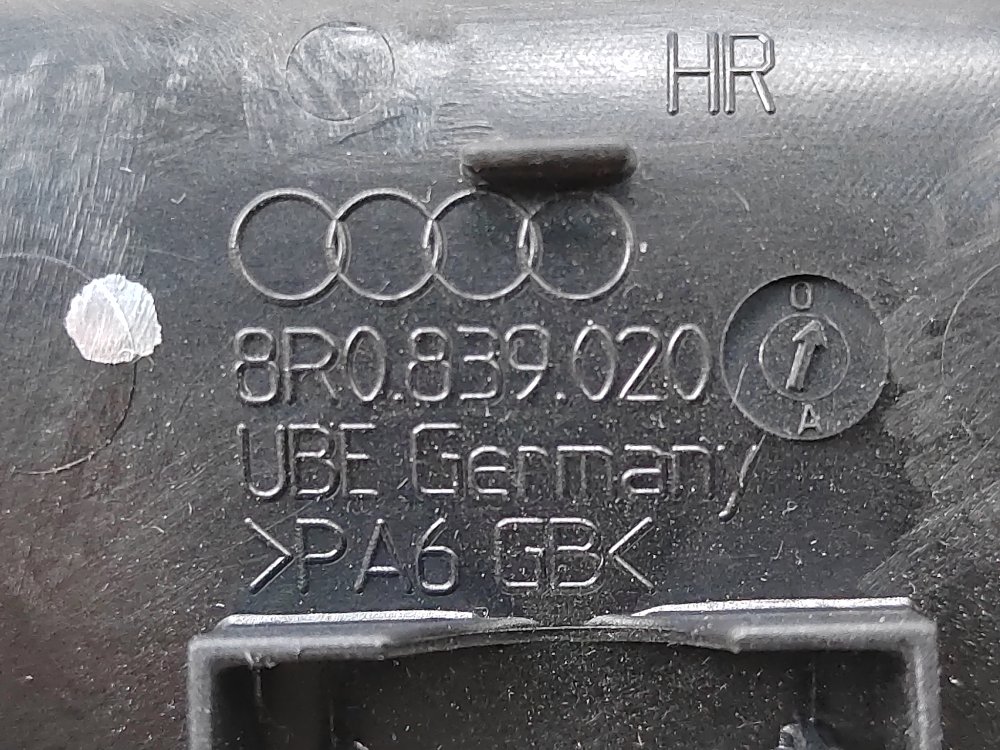 HR
8R0.839.020
O
A
UBE Germany
>PA6 GB<